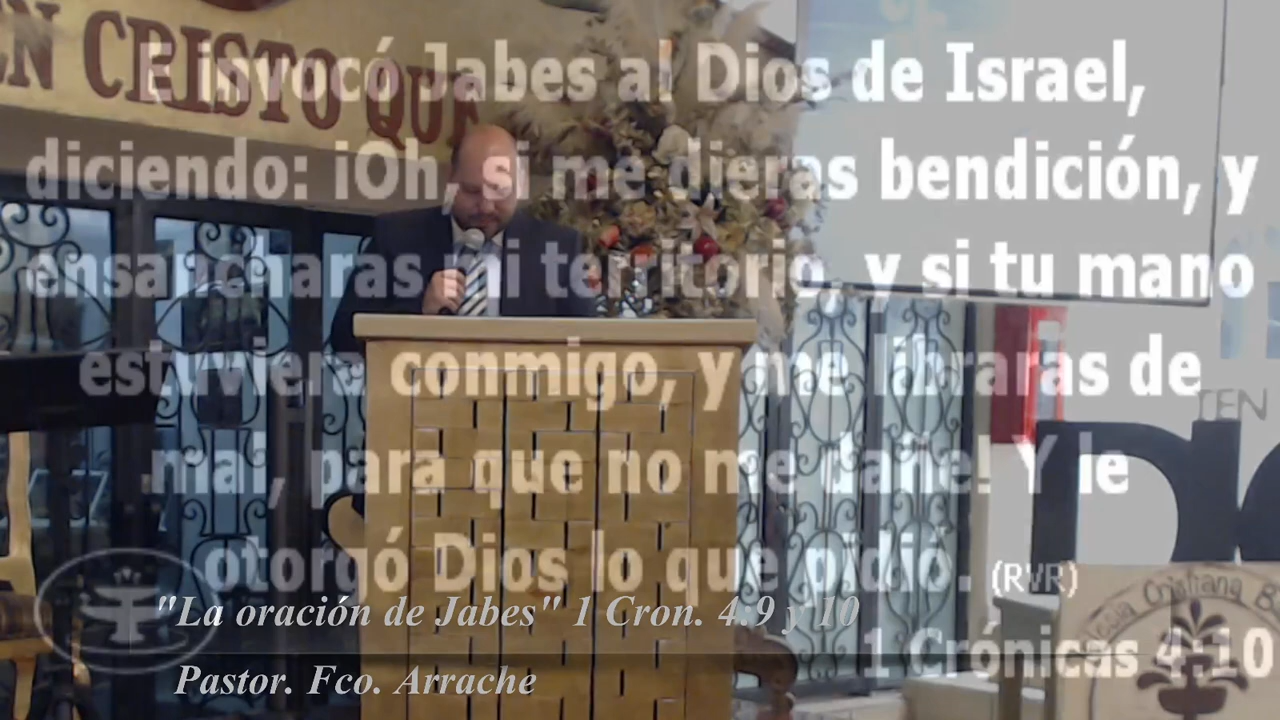 EN CRISTO QUE
E invocó Jabes al Dios de Israel,
diciendo: ¡Oh, si me dieras bendición, y
ensancharas mi territorio, y si tu mano
estuviera conmigo, y me libraras de
mal, para que no me dañe! Y le
otorgó Dios lo que pidió. (RVR)
1 Crónicas 4:10
"La oración de Jabes" 1 Cron. 4:9 y 10
Pastor. Fco. Arrache
TEN
Cristiana